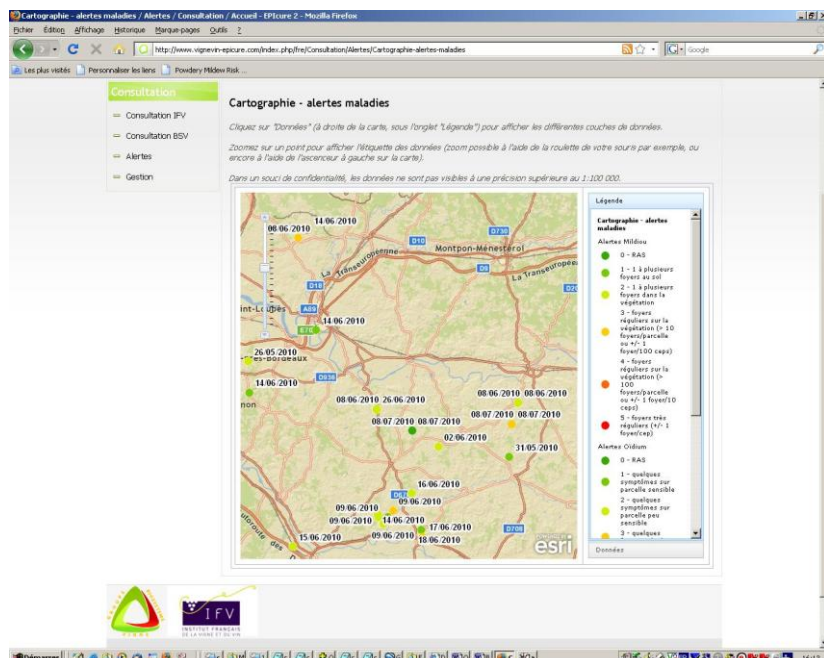 Cartographie - alertes maladies / Alertes / Consultation / Accueil - EPIcure 2 - Mozilla Firefox
Fichier Édition Affichage Historique Marque-pages Outils ?
http://www.vignevin-epicure.com/index.php/fre/Consultation/Alertes/Cartographie-alertes-maladies
Google
Les plus visités Personnaliser les liens Powdery Mildew Risk ...
Consultation
Consultation IFV
Consultation BSV
Alertes
Gestion
Cartographie - alertes maladies
Cliquez sur "Données" (à droite de la carte, sous l'onglet "Légende") pour afficher les différentes couches de données.
Zoomez sur un point pour afficher l'étiquette des données (zoom possible à l'aide de la roulette de votre souris par exemple, ou
encore à l'aide de l'ascenceur à gauche sur la carte).
Dans un souci de confidentialité, les données ne sont pas visibles à une précision supérieure au 1:100 000.
14/06/2010
08/06/2010
D730
D10
Montpon-Ménestérol
La Transeuropéenne
D6
La Transeuropéenne
D20
D18
A89
14/06/2010
26/05/2010
D936
14/06/2010
08/06/2010 26/06/2010
08/06/2010 08/06/2010
08/07/2010 08/07/2010
08/07/2010 08/07/2010
02/06/2010
31/05/2010
16/06/2010
09/06/2010
09/06/2010
09/06/2010 14/06/2010
17/06/2010
15/06/2010
09/06/2010 18/06/2010
D708
esri
Légende
Cartographie - alertes
maladies
Alertes Mildiou
0 - RAS
1 - 1 à plusieurs
foyers au sol
2 - 1 à plusieurs
foyers dans la
végétation
3 - foyers
réguliers sur la
végétation (> 10
foyers/parcelle
ou +/- 1
foyer/100 ceps)
4 - foyers
réguliers sur la
végétation (>
100
foyers/parcelle
ou +/- 1 foyer/10
ceps)
5 - foyers très
réguliers (+/- 1
foyer/cep)
Alertes Oïdium
0 - RAS
1 - quelques
symptômes sur
parcelle sensible
2 - quelques
symptômes sur
parcelle peu
sensible
3 - quelques
Données
IFV
INSTITUT FRANÇAIS
DE LA VIGNE ET DU VIN
Démarrer